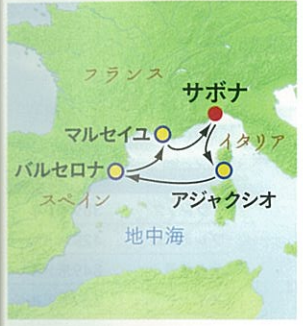 フランス
サボナ
マルセイユ
イタリア
バルセロナ
スペイン
アジャクシオ
地中海